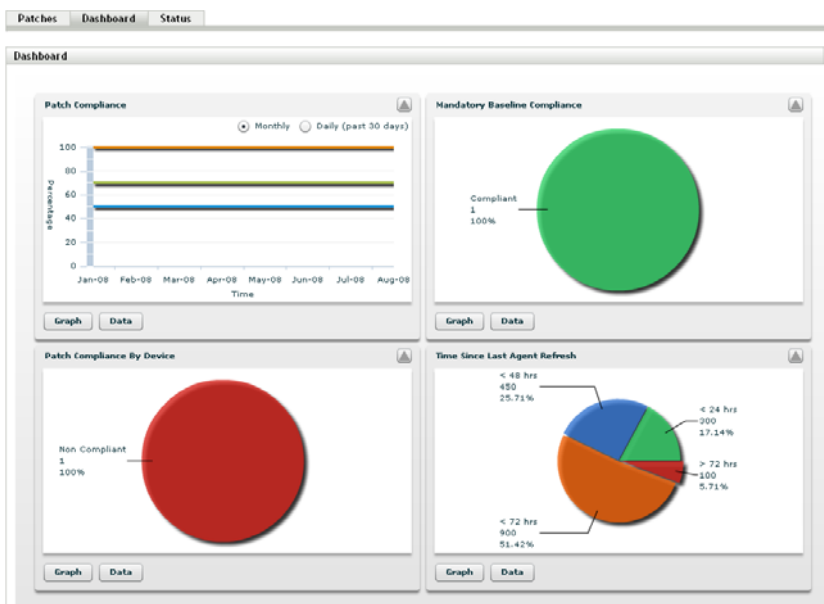 Patches Dashboard Status
Dashboard
Patch Compliance
Monthly Daily (past 30 days)
100
80
60
40
20
0
Percentage
Jan-08 Feb-08 Mar-08 Apr-08 May-08 Jun-08 Jul-08 Aug-08
Time
Graph Data
Mandatory Baseline Compliance
Compliant
1
100%
Graph Data
Patch Compliance By Device
Non Compliant
1
100%
Graph Data
Time Since Last Agent Refresh
< 48 hrs
450
25.71%
< 24 hrs
300
17.14%
> 72 hrs
100
5.71%
< 72 hrs
900
51.42%
Graph Data